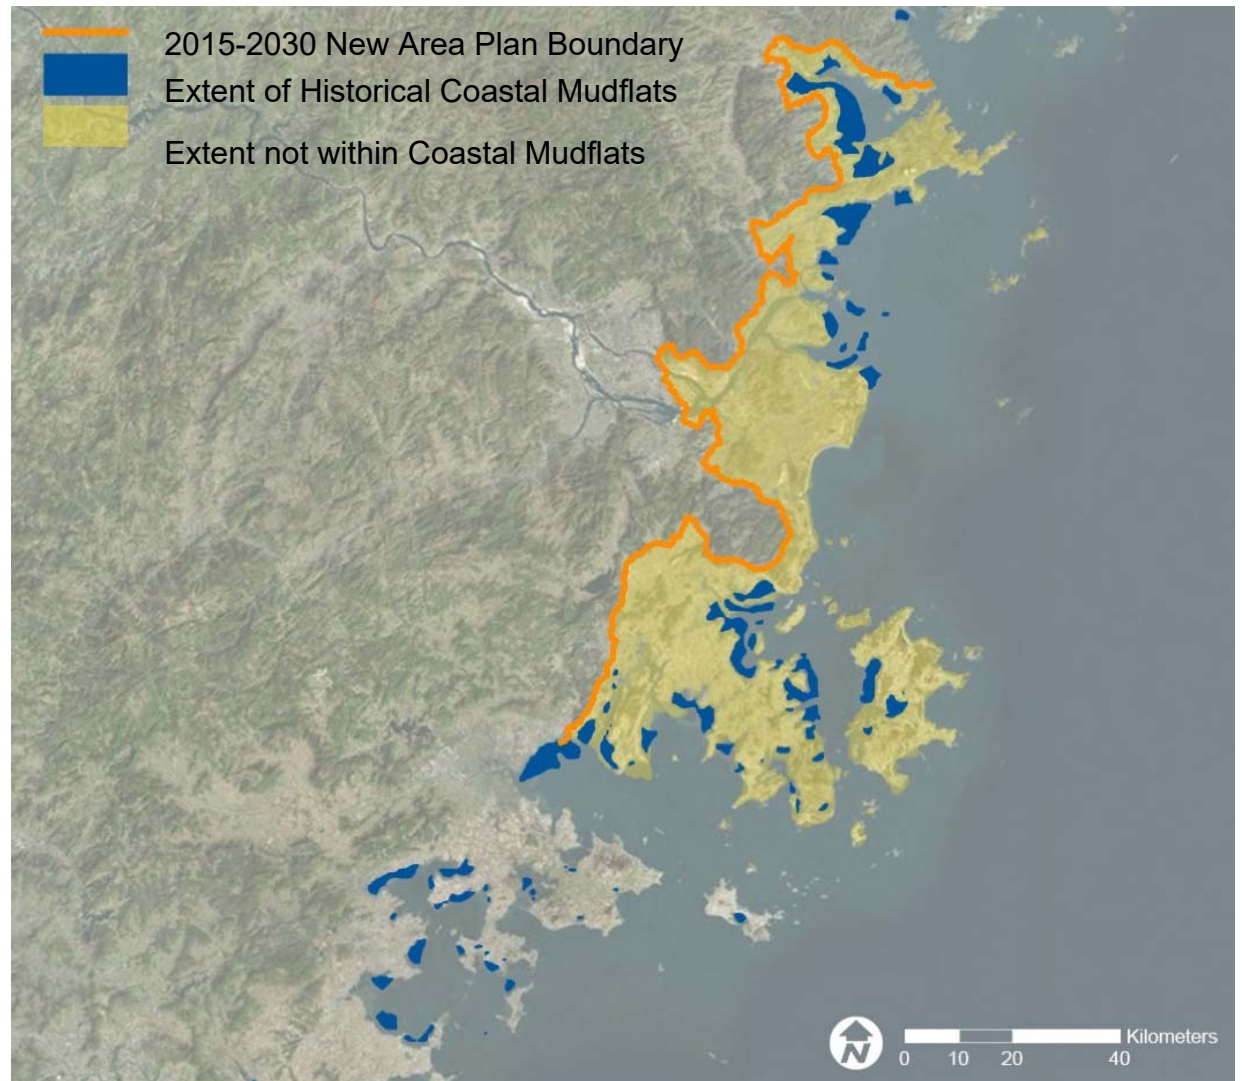 2015-2030 New Area Plan Boundary
Extent of Historical Coastal Mudflats
Extent not within Coastal Mudflats
N
Kilometers
0 10 20 40